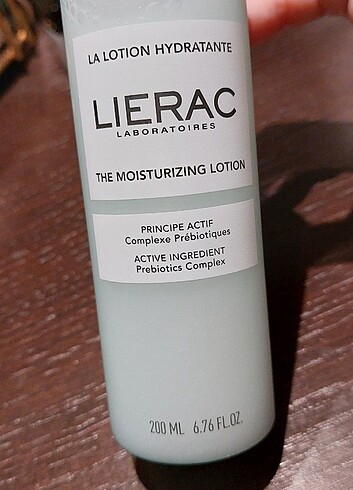 LA LOTION HYDRATANTE
LIERAC
LABORATOIRES
THE MOISTURIZING LOTION
PRINCIPE ACTIF
Complexe Prébiotiques
ACTIVE INGREDIENT
Prebiotics Complex
200 ML 6.76 FL.OZ.